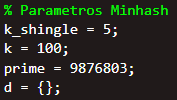 % Parametros Minhash
k_shingle = 5;
k = 100;
prime = 9876803;
d = {};